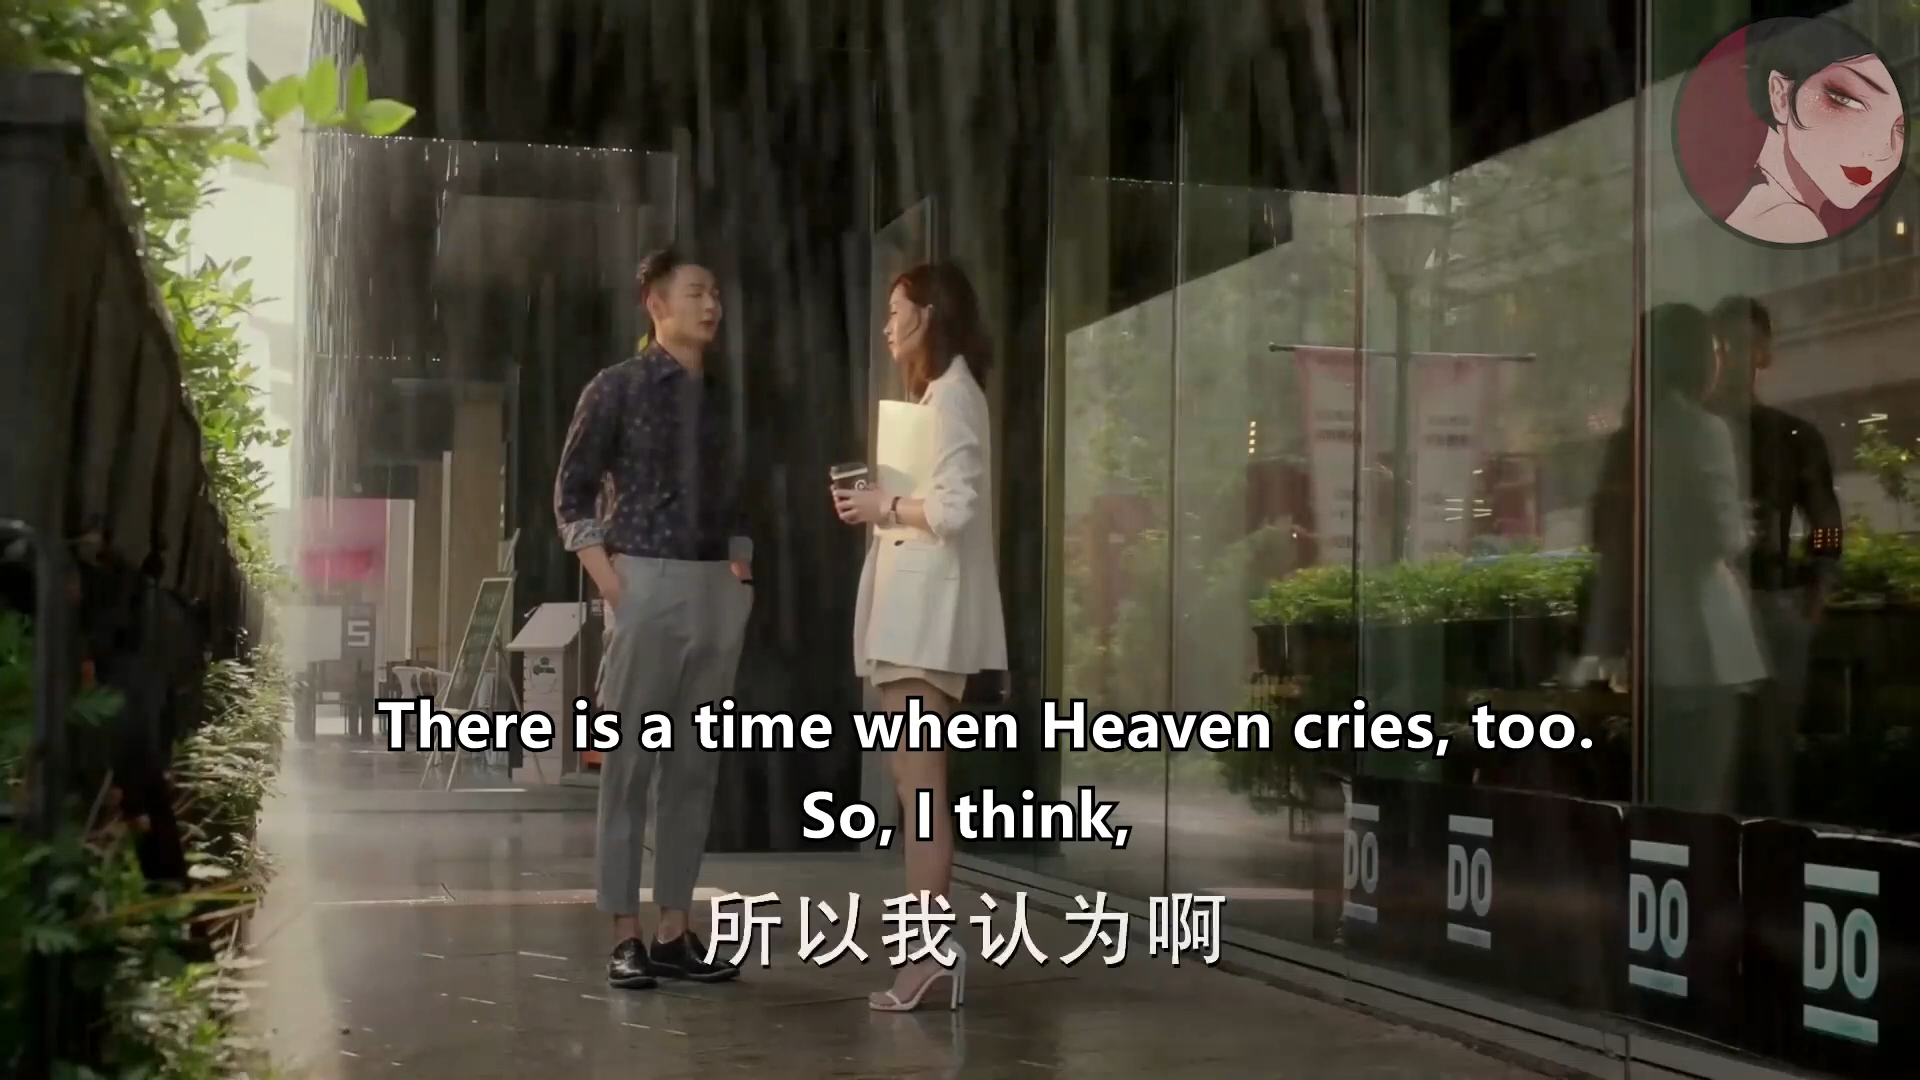 5
There is a time when Heaven cries, too.
So, I think,
所以我认为啊
DO
DO
DO
DO